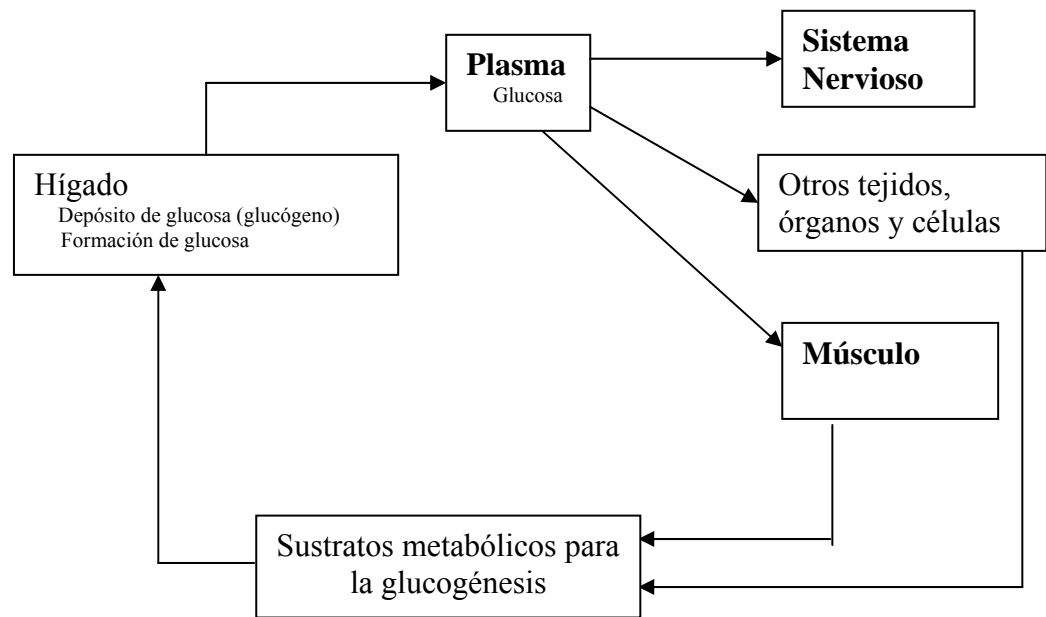 Plasma
Glucosa
Sistema
Nervioso
Hígado
Depósito de glucosa (glucógeno)
Formación de glucosa
Otros tejidos,
órganos y células
Músculo
Sustratos metabólicos para
la glucogénesis